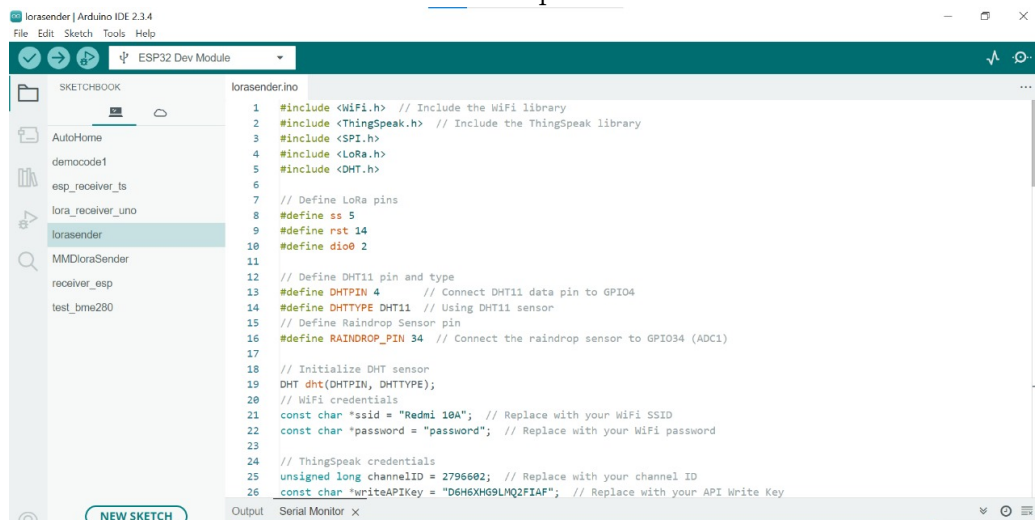 lorasender | Arduino IDE 2.3.4
File Edit Sketch Tools Help
ESP32 Dev Module
SKETCHBOOK
AutoHome
democode1
esp_receiver_ts
lora_receiver_uno
lorasender
MMDloraSender
receiver_esp
test_bme280
NEW SKETCH
lorasender.ino
1 #include <WiFi.h>  // Include the WiFi library
2 #include <ThingSpeak.h>  // Include the ThingSpeak library
3 #include <SPI.h>
4 #include <LoRa.h>
5 #include <DHT.h>
6
7 // Define LoRa pins
8 #define ss 5
9 #define rst 14
10 #define dio0 2
11
12 // Define DHT11 pin and type
13 #define DHTPIN 4      // Connect DHT11 data pin to GPIO4
14 #define DHTTYPE DHT11  // Using DHT11 sensor
15 // Define Raindrop Sensor pin
16 #define RAINDROP_PIN 34  // Connect the raindrop sensor to GPIO34 (ADC1)
17
18 // Initialize DHT sensor
19 DHT dht(DHTPIN, DHTTYPE);
20 // WiFi credentials
21 const char *ssid = "Redmi 10A";  // Replace with your WiFi SSID
22 const char *password = "password";  // Replace with your WiFi password
23
24 // ThingSpeak credentials
25 unsigned long channelID = 2796602;  // Replace with your channel ID
26 const char *writeAPIKey = "D6H6XHG9LMQ2FIAF";  // Replace with your API Write Key
Output Serial Monitor ×